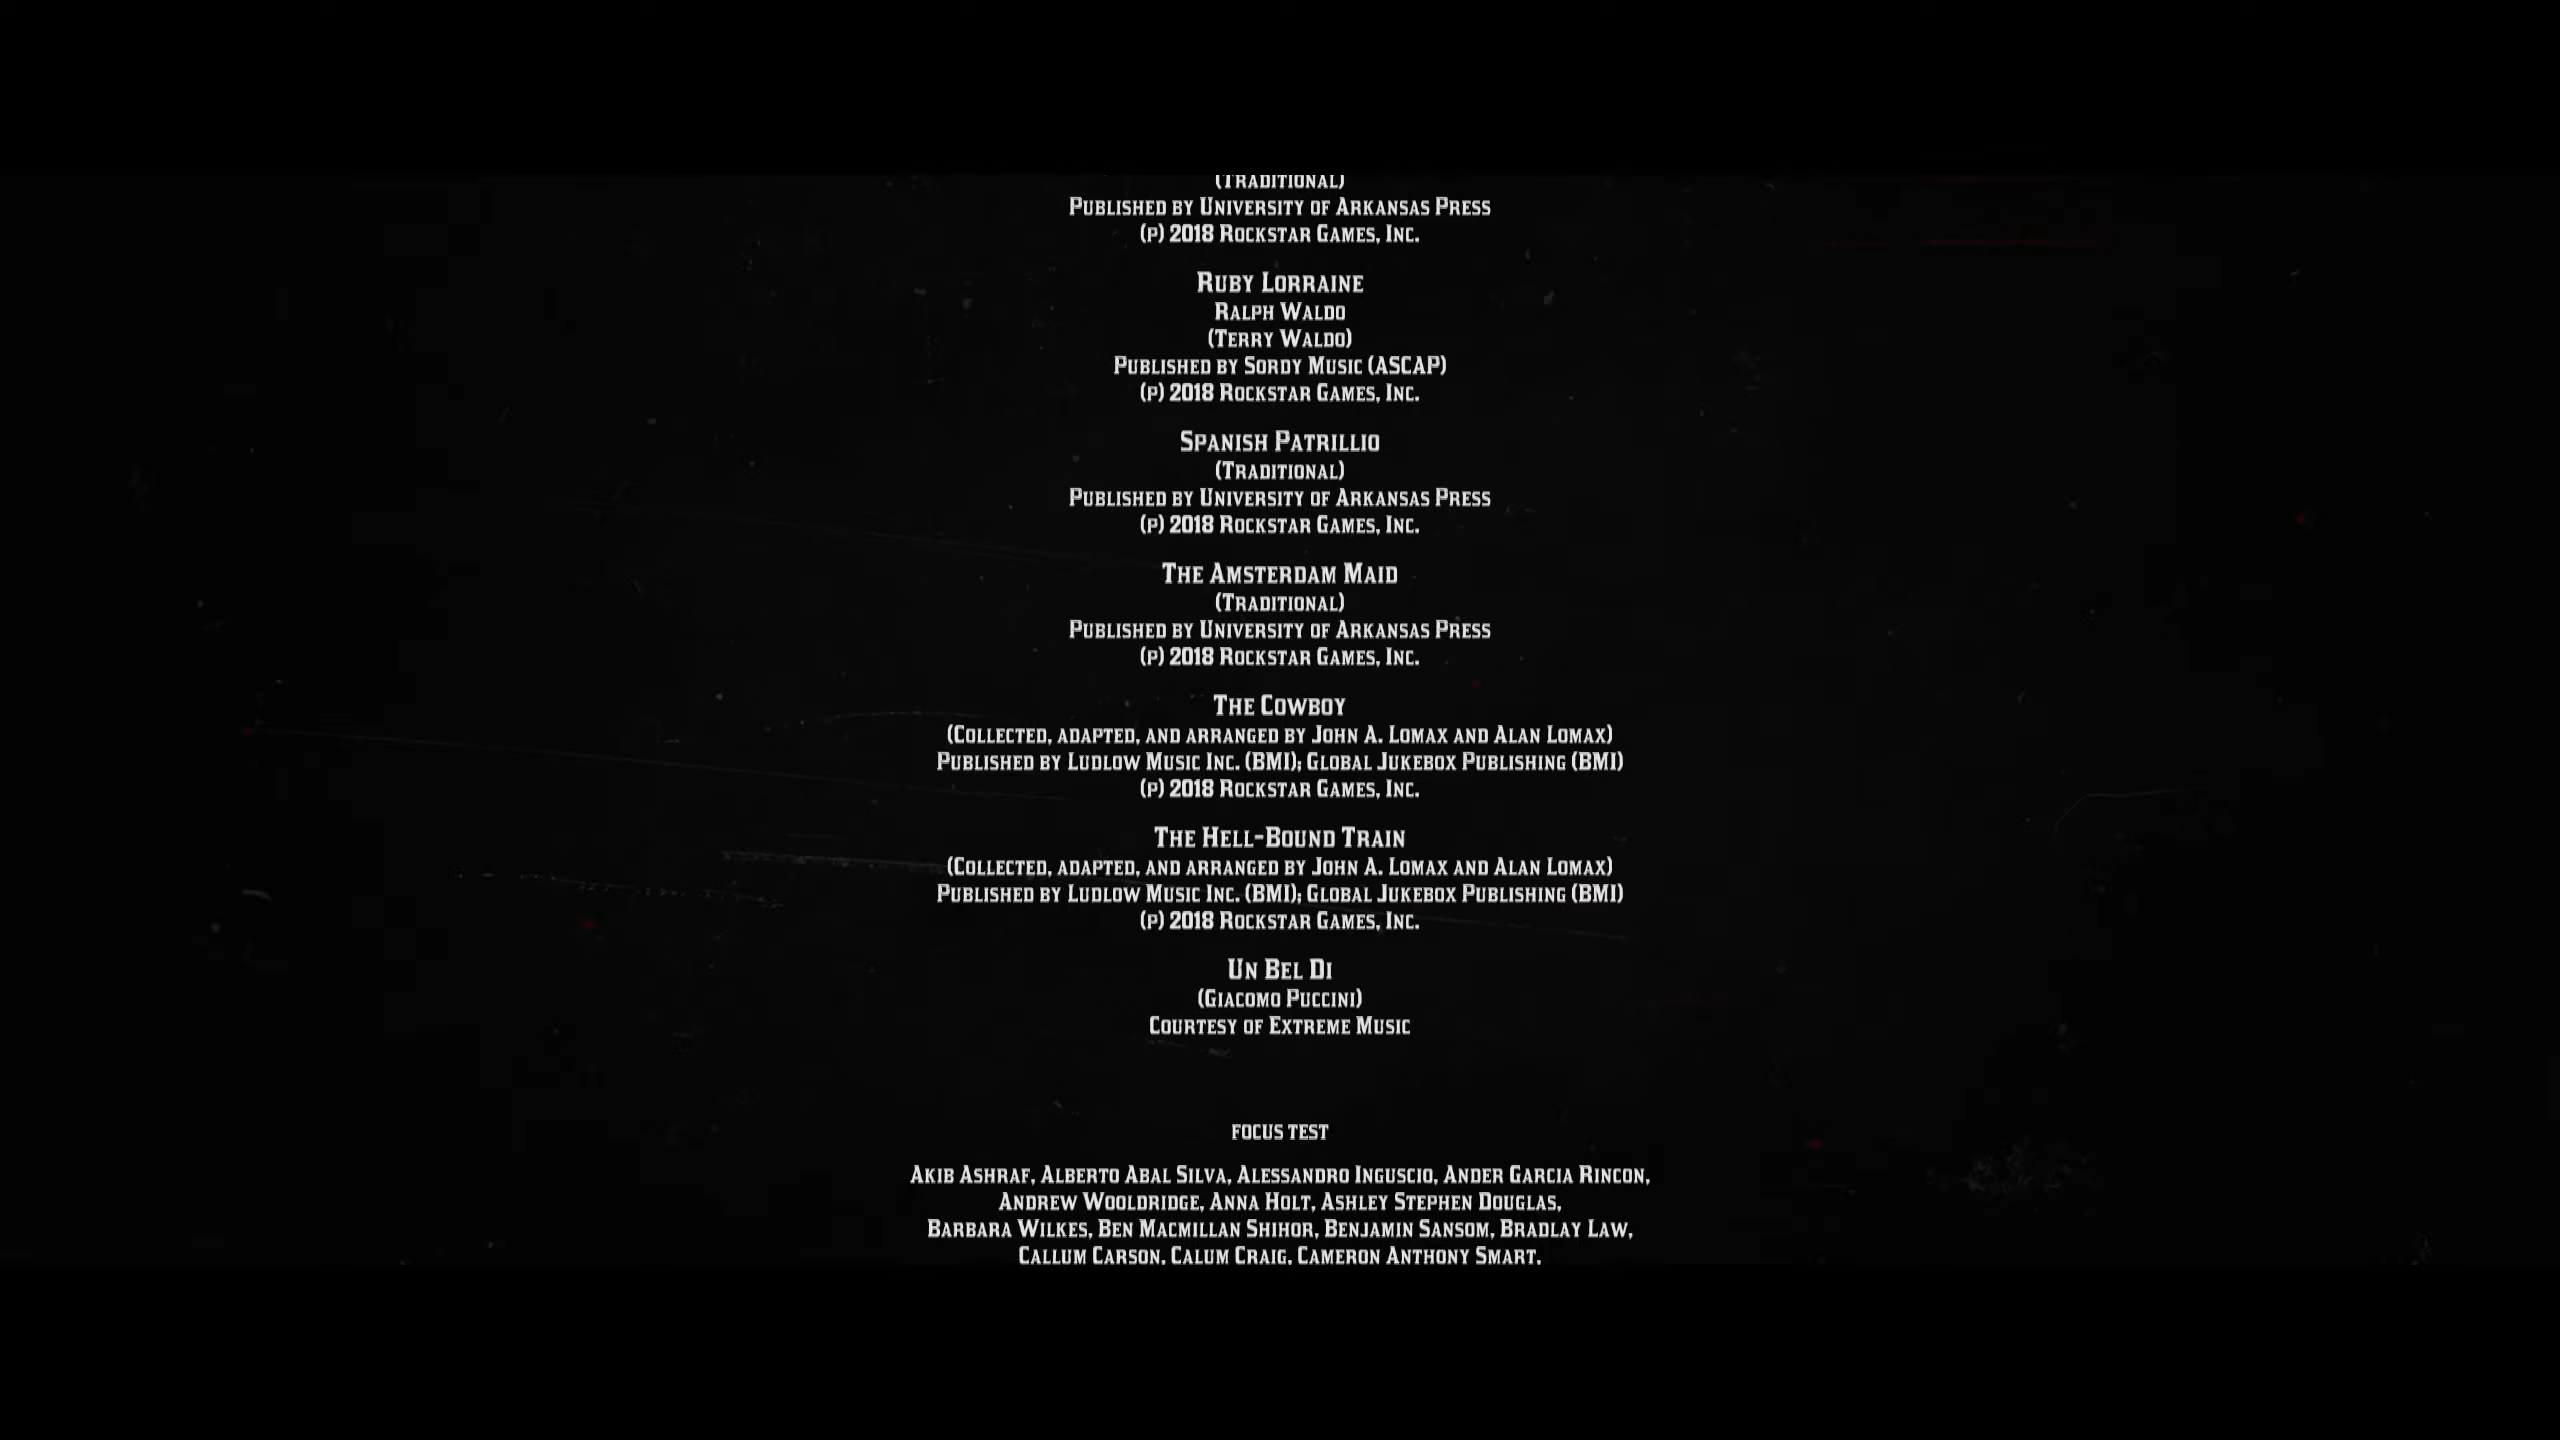 (Traditional)
Published by University of Arkansas Press
(p) 2018 Rockstar Games, Inc.
Ruby Lorraine
Ralph Waldo
(Terry Waldo)
Published by Sordy Music (ASCAP)
(p) 2018 Rockstar Games, Inc.
Spanish Patrillio
(Traditional)
Published by University of Arkansas Press
(p) 2018 Rockstar Games, Inc.
The Amsterdam Maid
(Traditional)
Published by University of Arkansas Press
(p) 2018 Rockstar Games, Inc.
The Cowboy
(Collected, adapted, and arranged by John A. Lomax and Alan Lomax)
Published by Ludlow Music Inc. (BMI); Global Jukebox Publishing (BMI)
(p) 2018 Rockstar Games, Inc.
The Hell-Bound Train
(Collected, adapted, and arranged by John A. Lomax and Alan Lomax)
Published by Ludlow Music Inc. (BMI); Global Jukebox Publishing (BMI)
(p) 2018 Rockstar Games, Inc.
Un Bel Di
(Giacomo Puccini)
Courtesy of Extreme Music
FOCUS TEST
Akib Ashraf, Alberto Abal Silva, Alessandro Inguscio, Ander Garcia Rincon,
Andrew Wooldridge, Anna Holt, Ashley Stephen Douglas,
Barbara Wilkes, Ben Macmillan Shihor, Benjamin Sansom, Bradlay Law,
Callum Carson, Calum Craig, Cameron Anthony Smart,